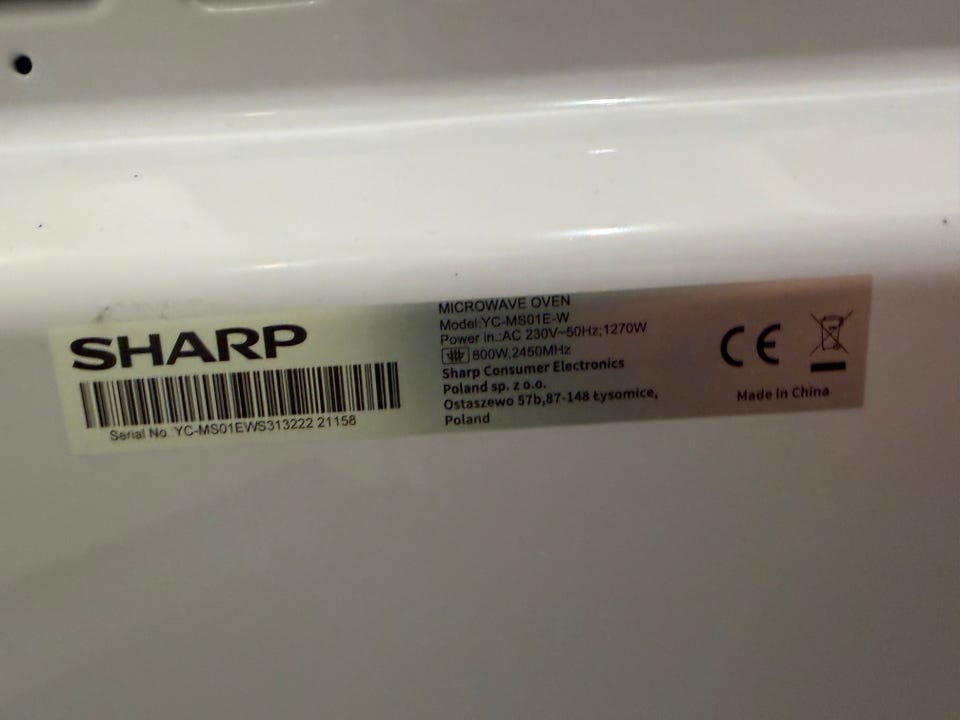 SHARP
Serial No. YC-MS01EWS313222 21158
MICROWAVE OVEN
Model:YC-MS01E-W
Power in.:AC 230V~50Hz;1270W
800W,2450MHz
Sharp Consumer Electronics
Poland sp. z o.o.
Ostaszewo 57b,87-148 Łysomice,
Poland
CE
Made in China